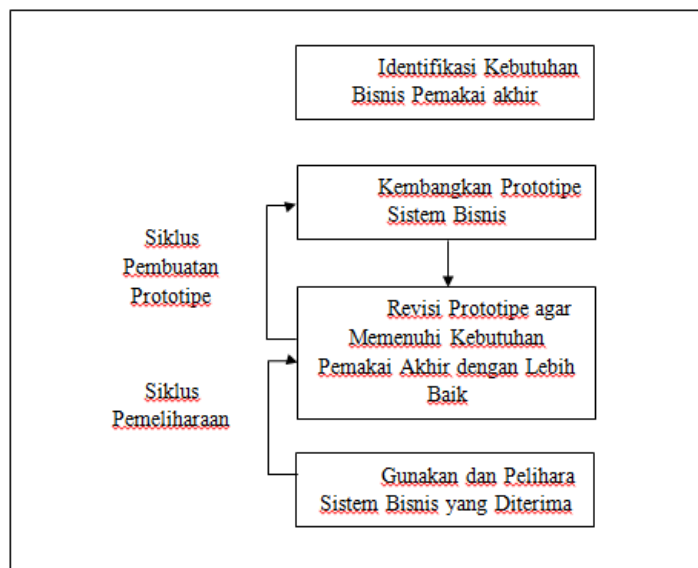 Identifikasi Kebutuhan
Bisnis Pemakai akhir
Kembangkan Prototipe
Sistem Bisnis
Siklus
Pembuatan
Prototipe
Revisi Prototipe agar
Memenuhi Kebutuhan
Pemakai Akhir dengan Lebih
Baik
Siklus
Pemeliharaan
Gunakan dan Pelihara
Sistem Bisnis yang Diterima